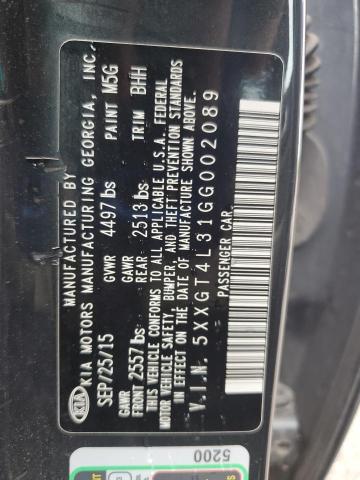 MANUFACTURED BY
KIA KIA MOTORS MANUFACTURING GEORGIA, INC.
SEP/25/15 GVWR 4497 lbs PAINT M5G
GAWR FRONT 2557 lbs GAWR REAR 2513 lbs TRIM BHH
THIS VEHICLE CONFORMS TO ALL APPLICABLE U.S.A. FEDERAL
MOTOR VEHICLE SAFETY, BUMPER, AND THEFT PREVENTION
STANDARDS IN EFFECT ON THE DATE OF MANUFACTURE SHOWN ABOVE.
V.I.N. 5XXGT4L31GG002089
PASSENGER CAR
5200